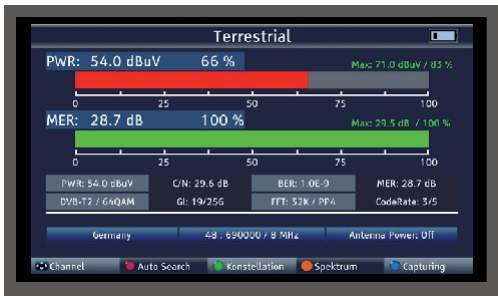 Terrestrial
PWR: 54.0 dBuV 66 % Max: 71.0 dBuV / 83 %
0 25 50 75 100
MER: 28.7 dB 100 % Max: 29.5 dB / 100 %
0 25 50 75 100
PWR: 54.0 dBuV C/N: 29.6 dB BER: 1.0E-9 MER: 28.7 dB
DVB-T2 / 64QAM GI: 19/256 FFT: 32K / PP4 CodeRate: 3/5
Germany 48 : 690000 / 8 MHz Antenna Power: Off
Channel Auto Search Konstellation Spektrum Capturing